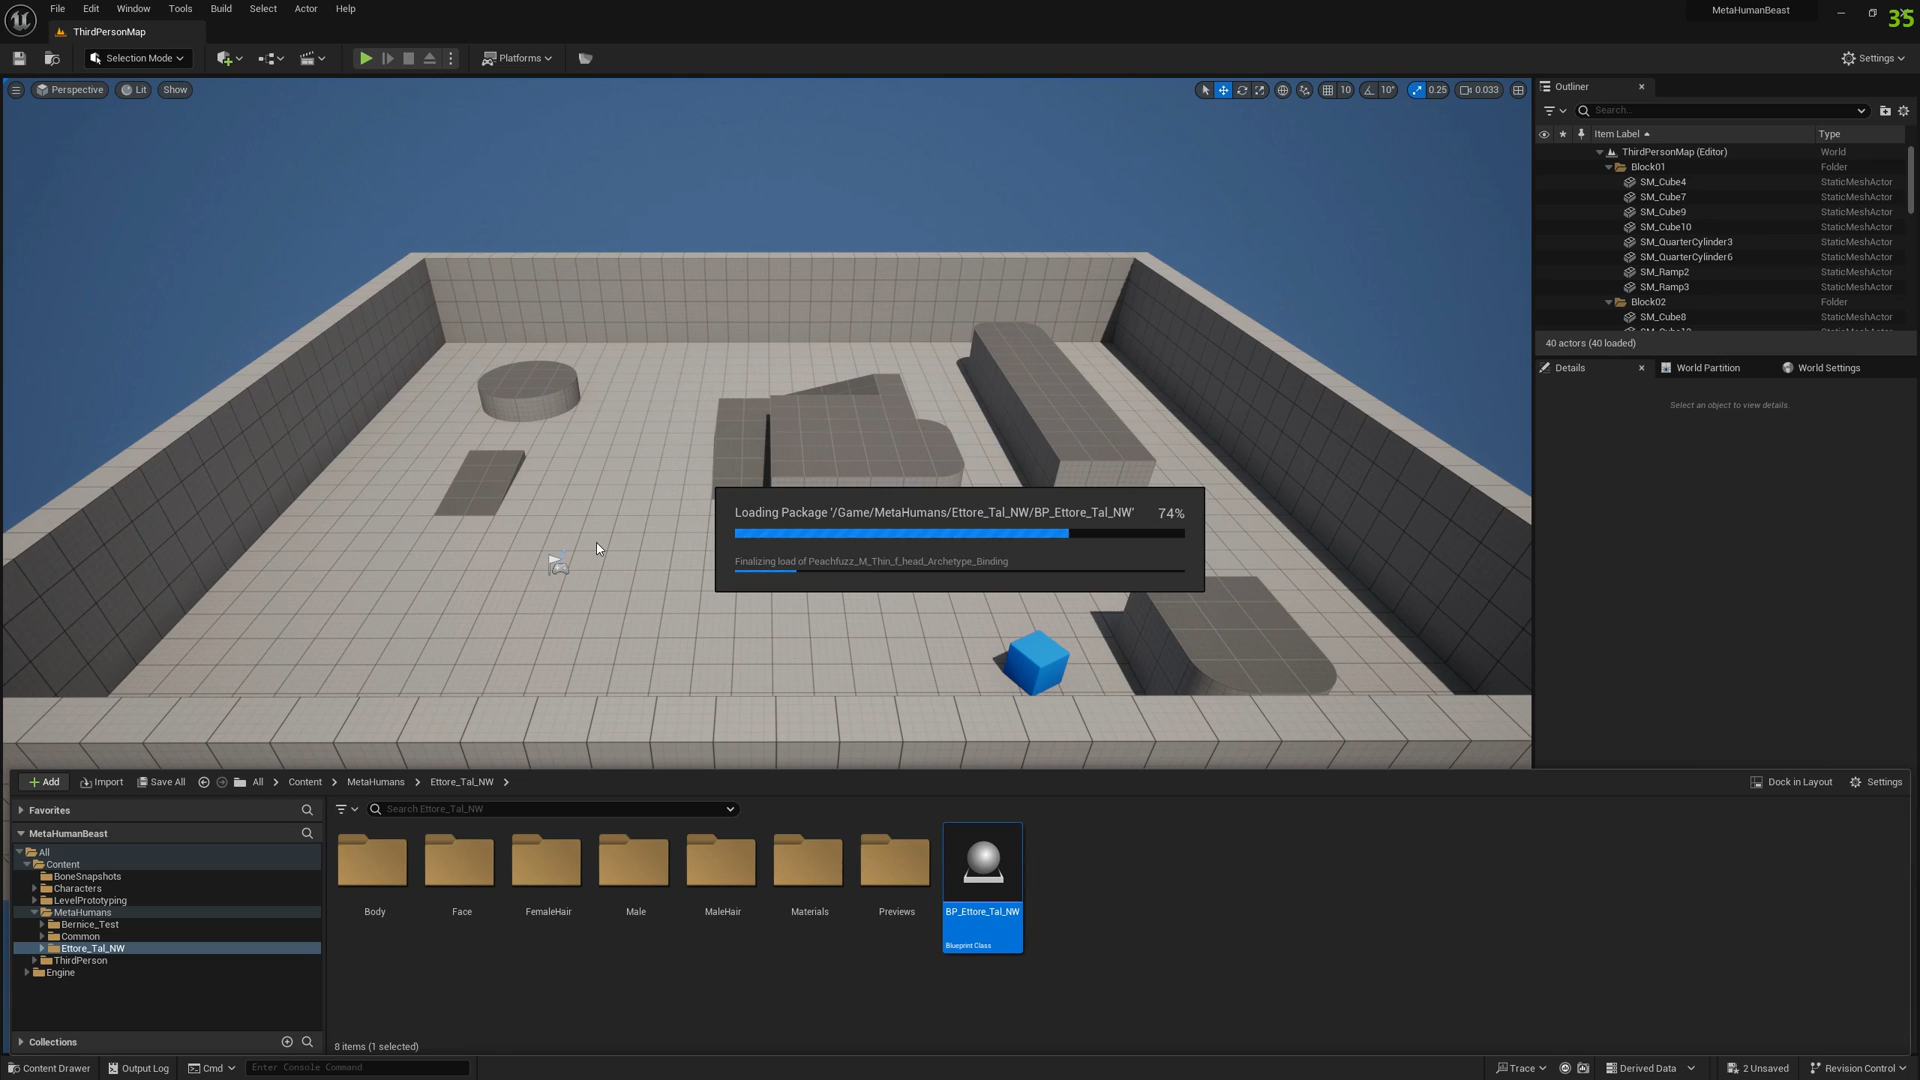 File Edit Window Tools Build Select Actor Help
MetaHumanBeast
35
ThirdPersonMap
Selection Mode
Platforms
Settings
Perspective Lit Show
10 10° 0.25 0.033
Outliner
Search...
Item Label Type
ThirdPersonMap (Editor) World
Block01 Folder
SM_Cube4 StaticMeshActor
SM_Cube7 StaticMeshActor
SM_Cube9 StaticMeshActor
SM_Cube10 StaticMeshActor
SM_QuarterCylinder3 StaticMeshActor
SM_QuarterCylinder6 StaticMeshActor
SM_Ramp2 StaticMeshActor
SM_Ramp3 StaticMeshActor
Block02 Folder
SM_Cube8 StaticMeshActor
40 actors (40 loaded)
Details World Partition World Settings
Select an object to view details.
Loading Package '/Game/MetaHumans/Ettore_Tal_NW/BP_Ettore_Tal_NW' 74%
Finalizing load of Peachfuzz_M_Thin_f_head_Archetype_Binding
Add Import Save All All Content MetaHumans Ettore_Tal_NW
Dock in Layout Settings
Favorites
Search Ettore_Tal_NW
MetaHumanBeast
All
Content
BoneSnapshots
Characters
LevelPrototyping
MetaHumans
Bernice_Test
Common
Ettore_Tal_NW
ThirdPerson
Engine
Body Face FemaleHair Male MaleHair Materials Previews BP_Ettore_Tal_NW
Blueprint Class
Collections
8 items (1 selected)
Content Drawer Output Log Cmd Enter Console Command
Trace Derived Data 2 Unsaved Revision Control